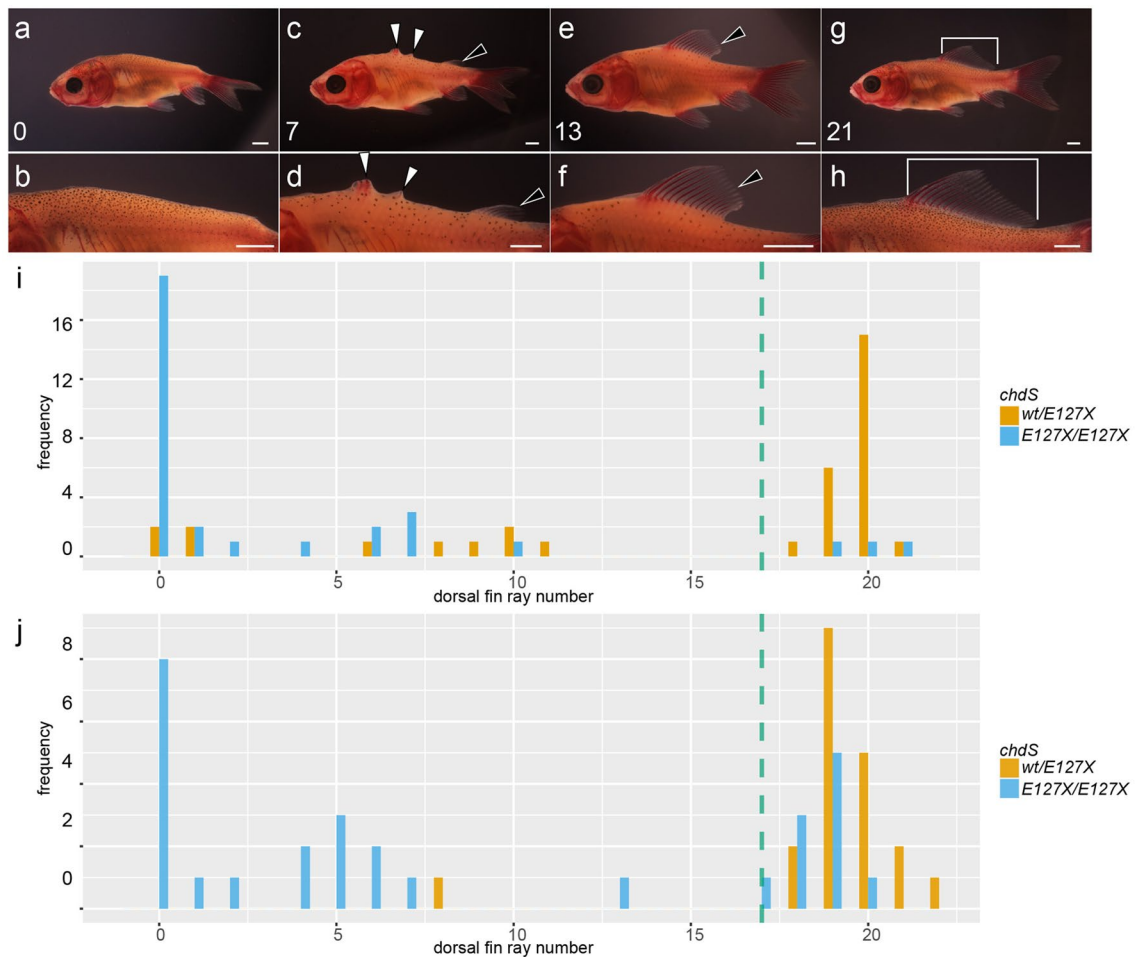 a
c
e
g
0
7
13
21
b
d
f
h
i
16
12
8
4
0
frequency
0 5 10 15 20
dorsal fin ray number
chdS
wt/E127X
E127X/E127X
j
8
6
4
2
0
frequency
0 5 10 15 20
dorsal fin ray number
chdS
wt/E127X
E127X/E127X